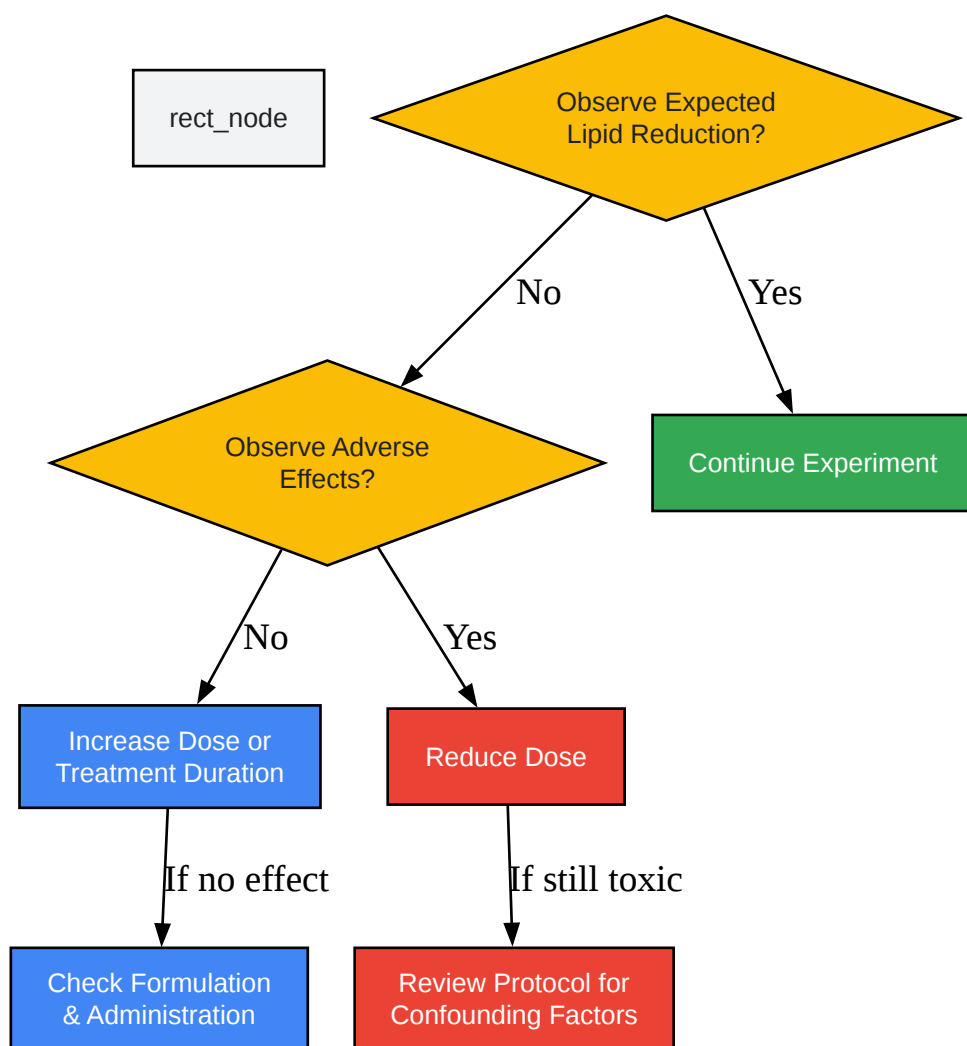 rect_node
Observe Expected
Lipid Reduction?
No
Yes
Observe Adverse
Effects?
Continue Experiment
No
Yes
Increase Dose or
Treatment Duration
Reduce Dose
If no effect
If still toxic
Check Formulation
& Administration
Review Protocol for
Confounding Factors